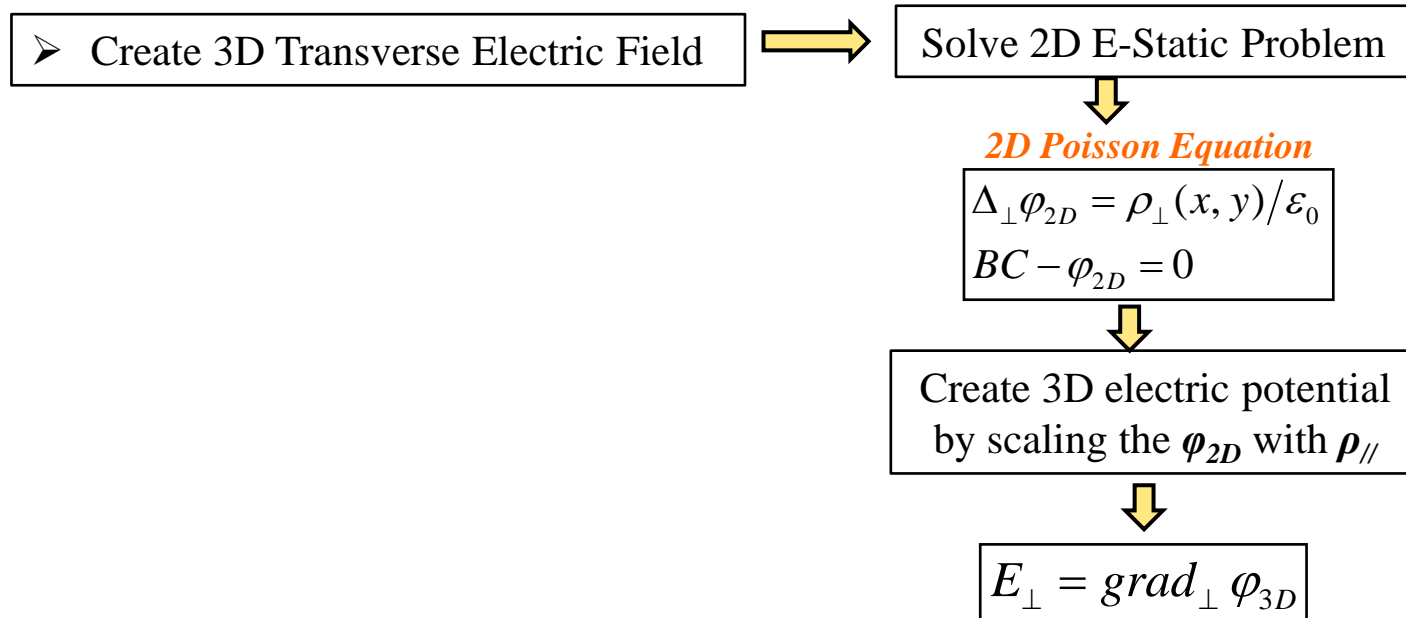 ➢ Create 3D Transverse Electric Field
Solve 2D E-Static Problem
2D Poisson Equation
Δ⊥φ2D = ρ⊥(x, y)/ε0
BC − φ2D = 0
Create 3D electric potential
by scaling the φ2D with ρ//
E⊥ = grad⊥ φ3D